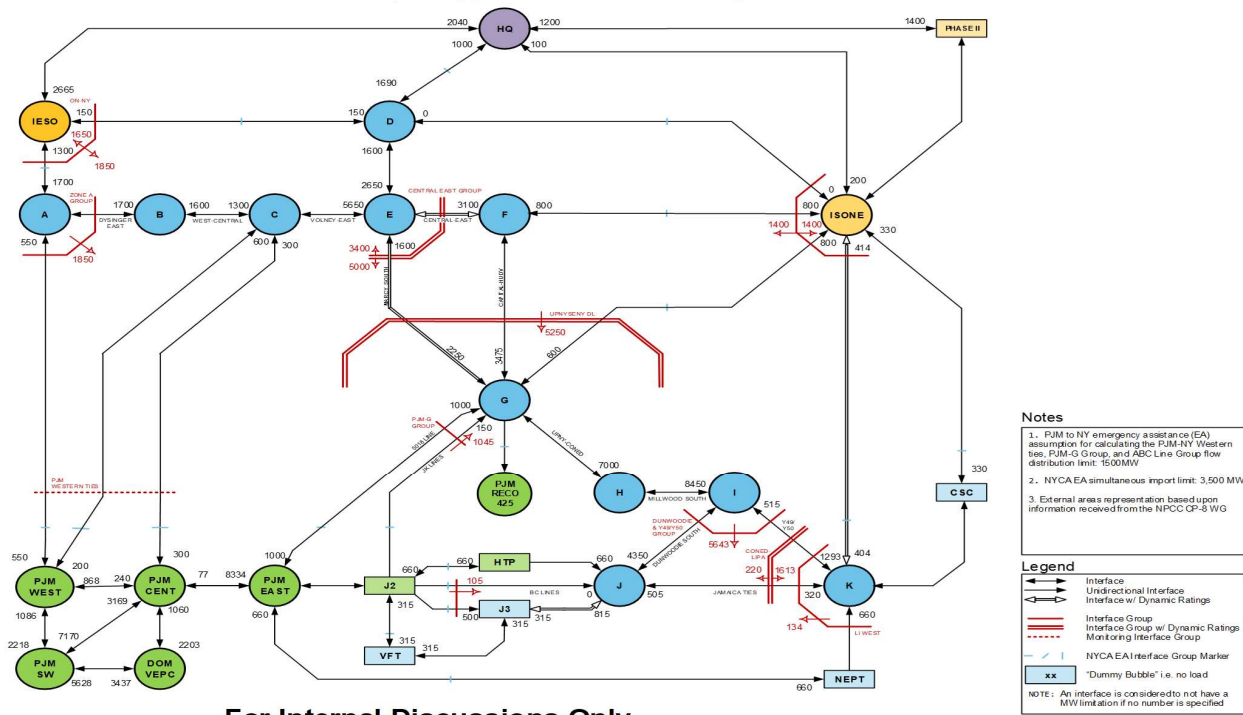 2040
HQ
1200
1400
PHASE II
1000
100
1690
2665
ON-NY
150
IESO
1650
1300
1850
150
D
0
1600
1700
ZONE A
GROUP
A
1700
DYSINGER
EAST
B
1600
WEST-CENTRAL
1300
C
VOLNEY-EAST
5650
2650
E
CENTRAL EAST GROUP
3100
CENTRAL-EAST
F
800
200
0
800
ISONE
550
1850
600
300
3400
5000
1600
1400
1400
800
414
330
MARCY SOUTH
UPNYSENY DL
5250
2250
3475
600
G
1000
150
PJM-G
GROUP
1045
5018 LINE
JK LINES
UPNY-CONED
PJM
RECO
425
7000
H
8450
MILLWOOD SOUTH
I
515
330
CSC
PJM
WESTERN TIES
DUNWOODIE
& Y49/Y50
GROUP
5643
DUNWOODIE SOUTH
Y49/
Y50
CONED
LIPA
220
1613
1293
404
550
PJM
WEST
200
868
240
300
PJM
CENT
77
8334
1000
PJM
EAST
660
660
J2
315
660
HTP
660
105
BC LINES
500
J3
315
315
815
4350
J
0
505
JAMAICA TIES
320
K
660
134
LI WEST
1086
3169
1060
2218
7170
PJM
SW
5628
3437
DOM
VEPC
2203
315
VFT
315
660
NEPT
Notes
1. PJM to NY emergency assistance (EA)
assumption for calculating the PJM-NY Western
ties, PJM-G Group, and ABC Line Group flow
distribution limit: 1500MW
2. NYCA EA simultaneous import limit: 3,500 MW
3. External areas representation based upon
information received from the NPCC CP-8 WG
Legend
Interface
Unidirectional Interface
Interface w/ Dynamic Ratings
Interface Group
Interface Group w/ Dynamic Ratings
Monitoring Interface Group
NYCA EA Interface Group Marker
xx
"Dummy Bubble" i.e. no load
NOTE: An interface is considered to not have a
MW limitation if no number is specified